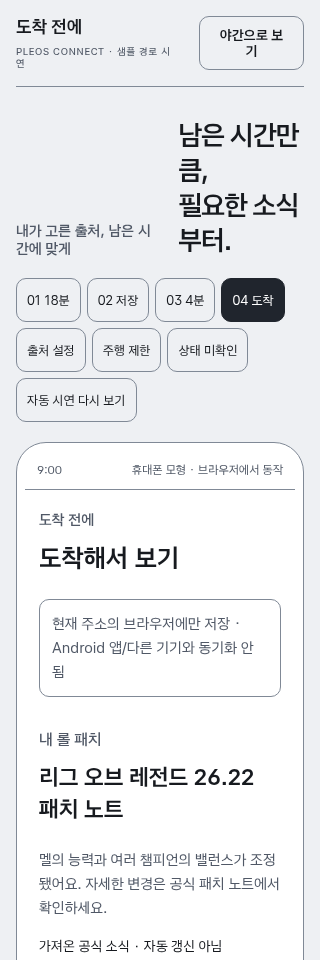 도착 전에
PLEOS CONNECT · 샘플 경로 시
연
야간으로 보
기
내가 고른 출처, 남은 시
간에 맞게
남은 시간만
큼,
필요한 소식
부터.
01 18분
02 저장
03 4분
04 도착
출처 설정
주행 제한
상태 미확인
자동 시연 다시 보기
9:00
휴대폰 모형 · 브라우저에서 동작
도착 전에
도착해서 보기
현재 주소의 브라우저에만 저장 ·
Android 앱/다른 기기와 동기화 안
됨
내 롤 패치
리그 오브 레전드 26.22
패치 노트
멜의 능력과 여러 챔피언의 밸런스가 조정
됐어요. 자세한 변경은 공식 패치 노트에서
확인하세요.
가져온 공식 소식 · 자동 갱신 아님